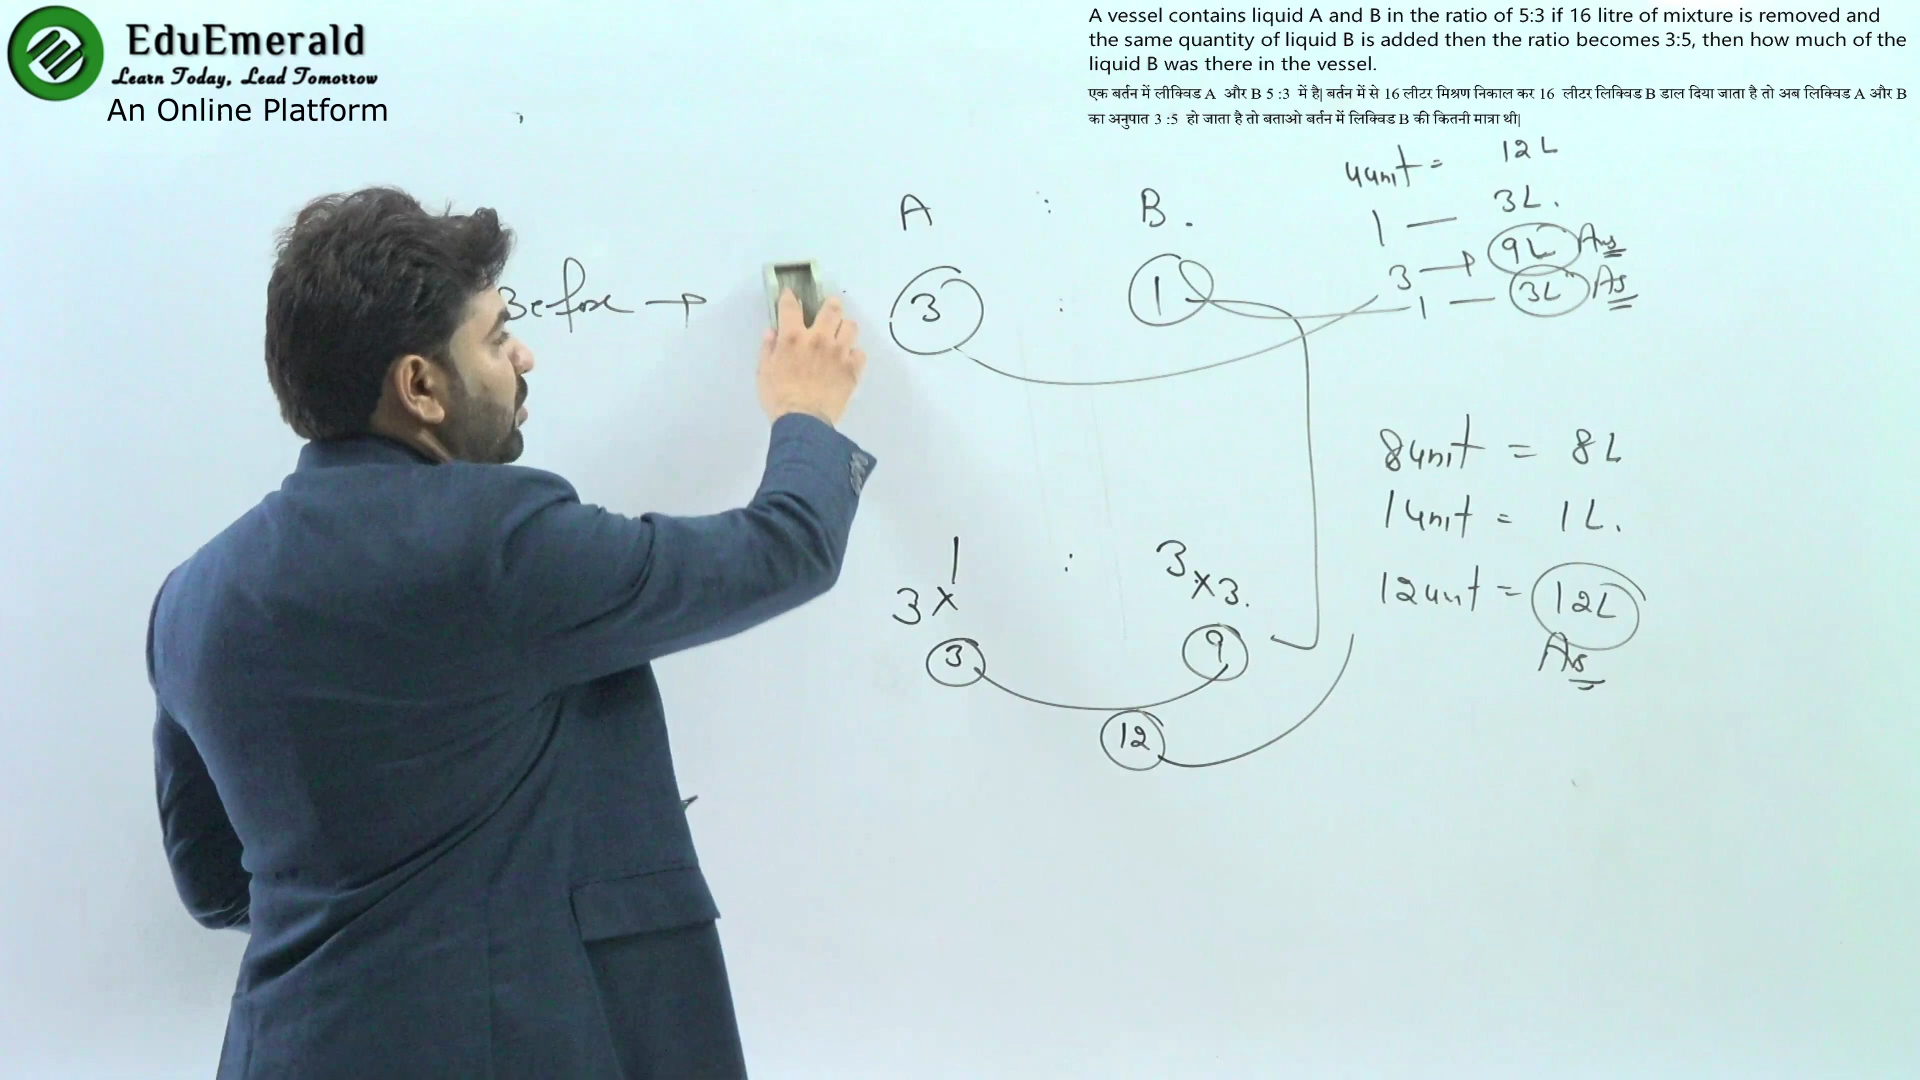 EduEmerald
Learn Today, Lead Tomorrow
An Online Platform
A vessel contains liquid A and B in the ratio of 5:3 if 16 litre of mixture is removed and
the same quantity of liquid B is added then the ratio becomes 3:5, then how much of the
liquid B was there in the vessel.
एक बर्तन में लीक्विड A और B 5 :3 में है| बर्तन में से 16 लीटर मिश्रण निकाल कर 16 लीटर लिक्विड B डाल दिया जाता है तो अब लिक्विड A और B
का अनुपात 3 :5 हो जाता है तो बताओ बर्तन में लिक्विड B की कितनी मात्रा थी|
4unit = 12L
1 — 3L.
3 → 9L Ans
1 — 3L As
A : B.
Before → 3 : 1
8unit = 8L
1unit = 1L.
12unit = 12L
As
1 : 3
3 × ×3.
3 9
12